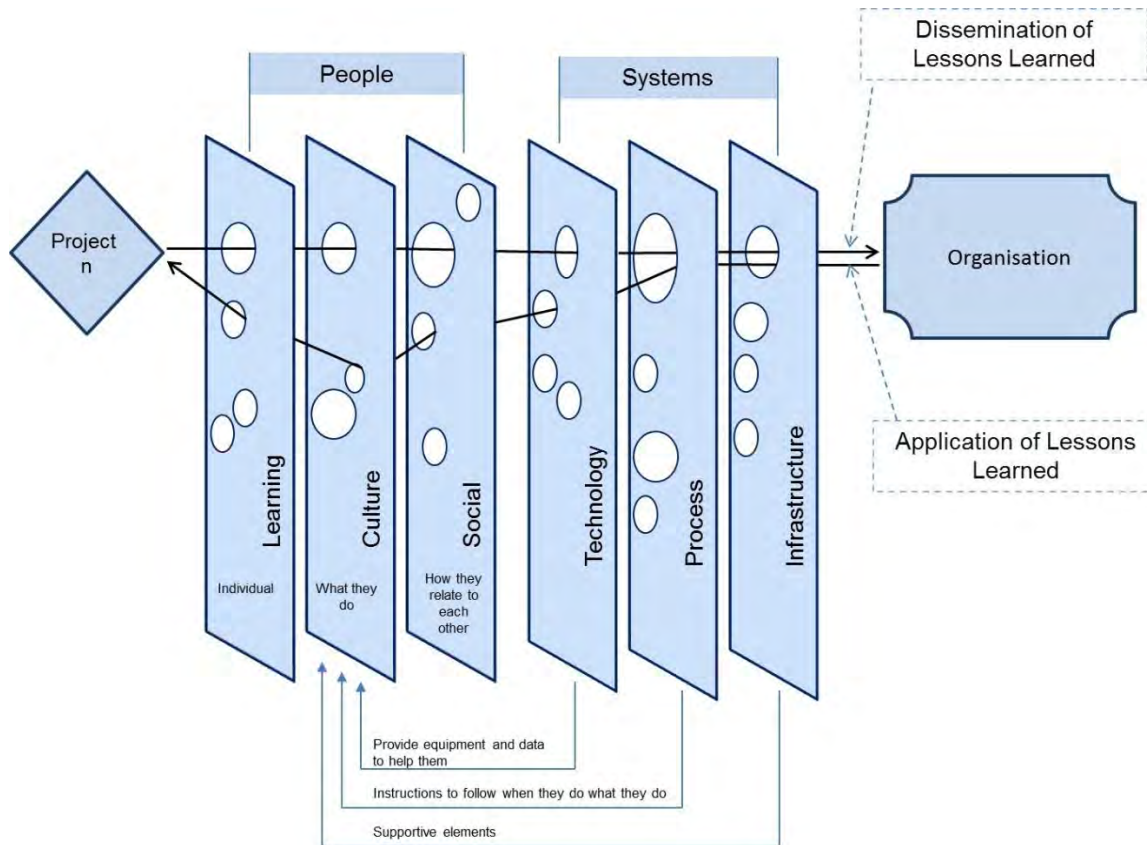 Dissemination of
Lessons Learned
People
Systems
Project
n
Organisation
Application of Lessons
Learned
Learning
Culture
Social
Technology
Process
Infrastructure
Individual
What they
do
How they
relate to
each
other
Provide equipment and data
to help them
Instructions to follow when they do what they do
Supportive elements